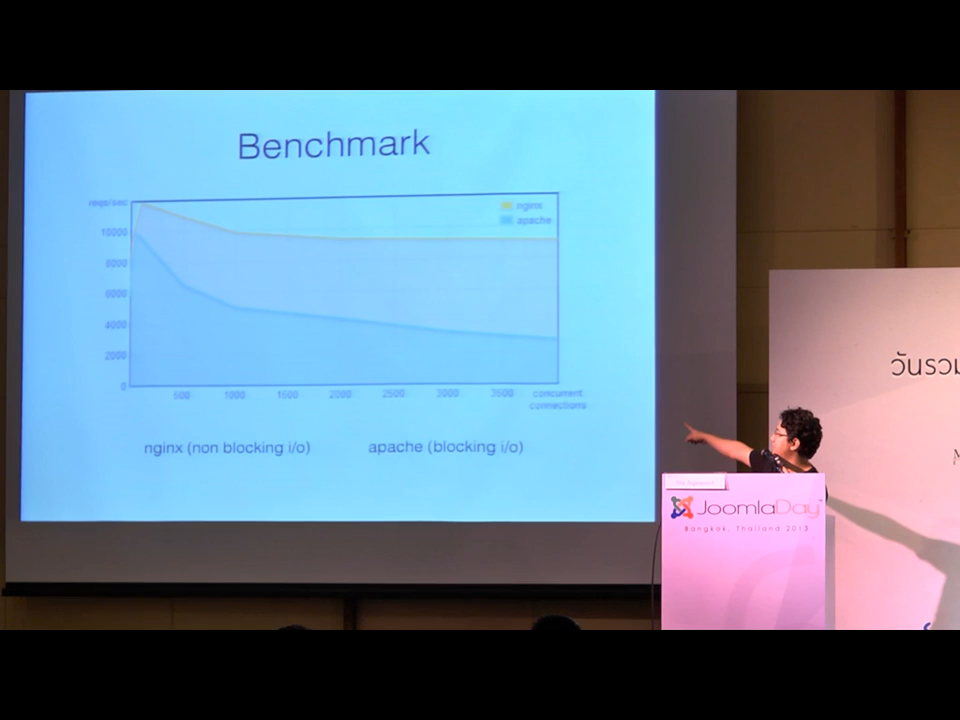 Benchmark
reqs/sec
nginx
apache
10000
8000
6000
4000
2000
0
500
1000
1500
2000
2500
3000
3500
concurrent
connections
nginx (non blocking i/o)
apache (blocking i/o)
วันรวม
JoomlaDay
Bangkok, Thailand 2013